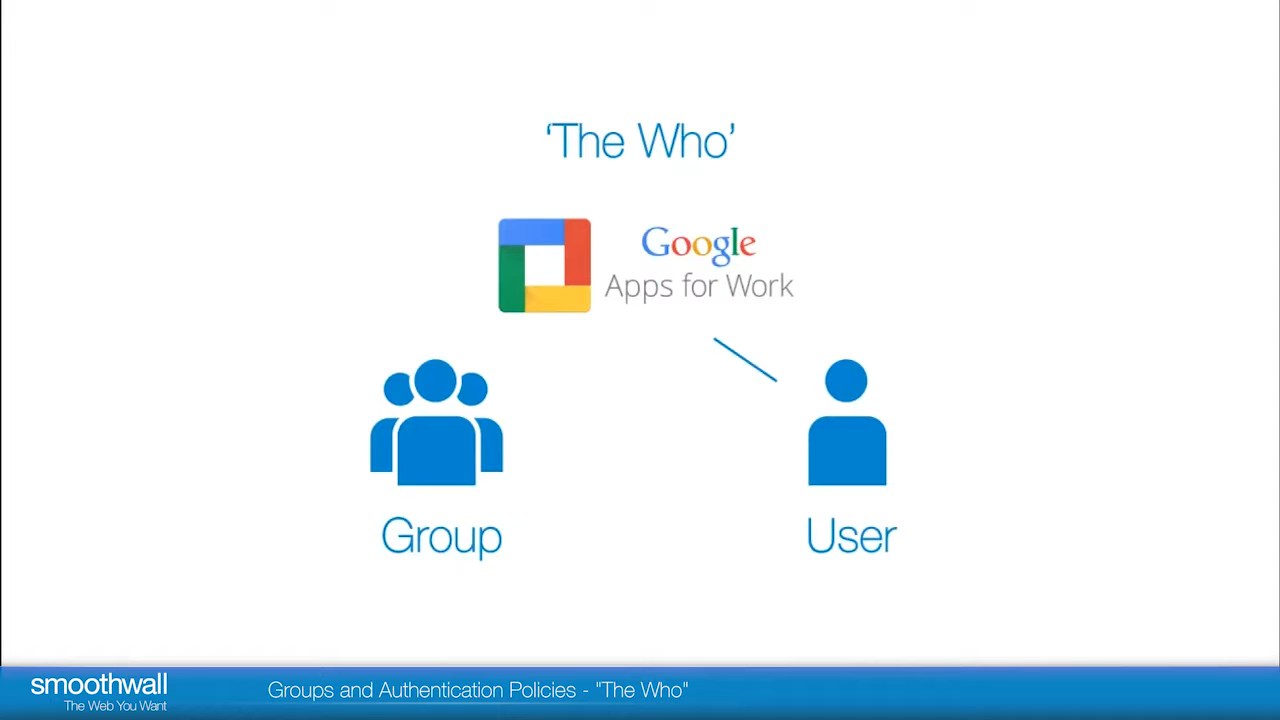 ‘The Who’
Google
Apps for Work
Group
User
smoothwall
The Web You Want
Groups and Authentication Policies - "The Who"